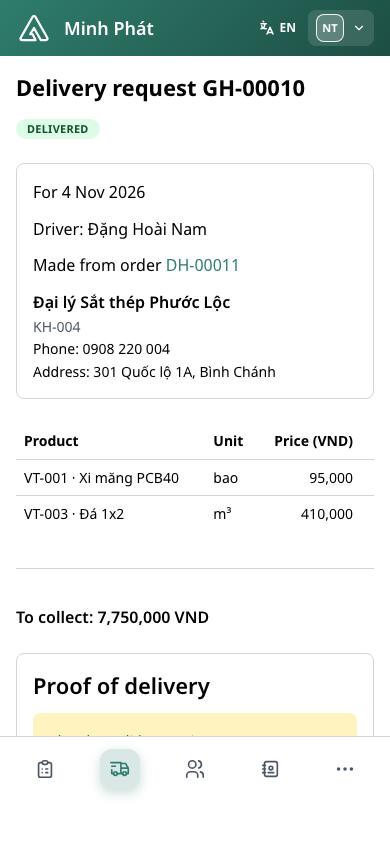 Minh Phát
EN
NT
Delivery request GH-00010
DELIVERED
For 4 Nov 2026
Driver: Đặng Hoài Nam
Made from order DH-00011
Đại lý Sắt thép Phước Lộc
KH-004
Phone: 0908 220 004
Address: 301 Quốc lộ 1A, Bình Chánh
Product Unit Price (VND)
VT-001 · Xi măng PCB40 bao 95,000
VT-003 · Đá 1x2 m³ 410,000
To collect: 7,750,000 VND
Proof of delivery